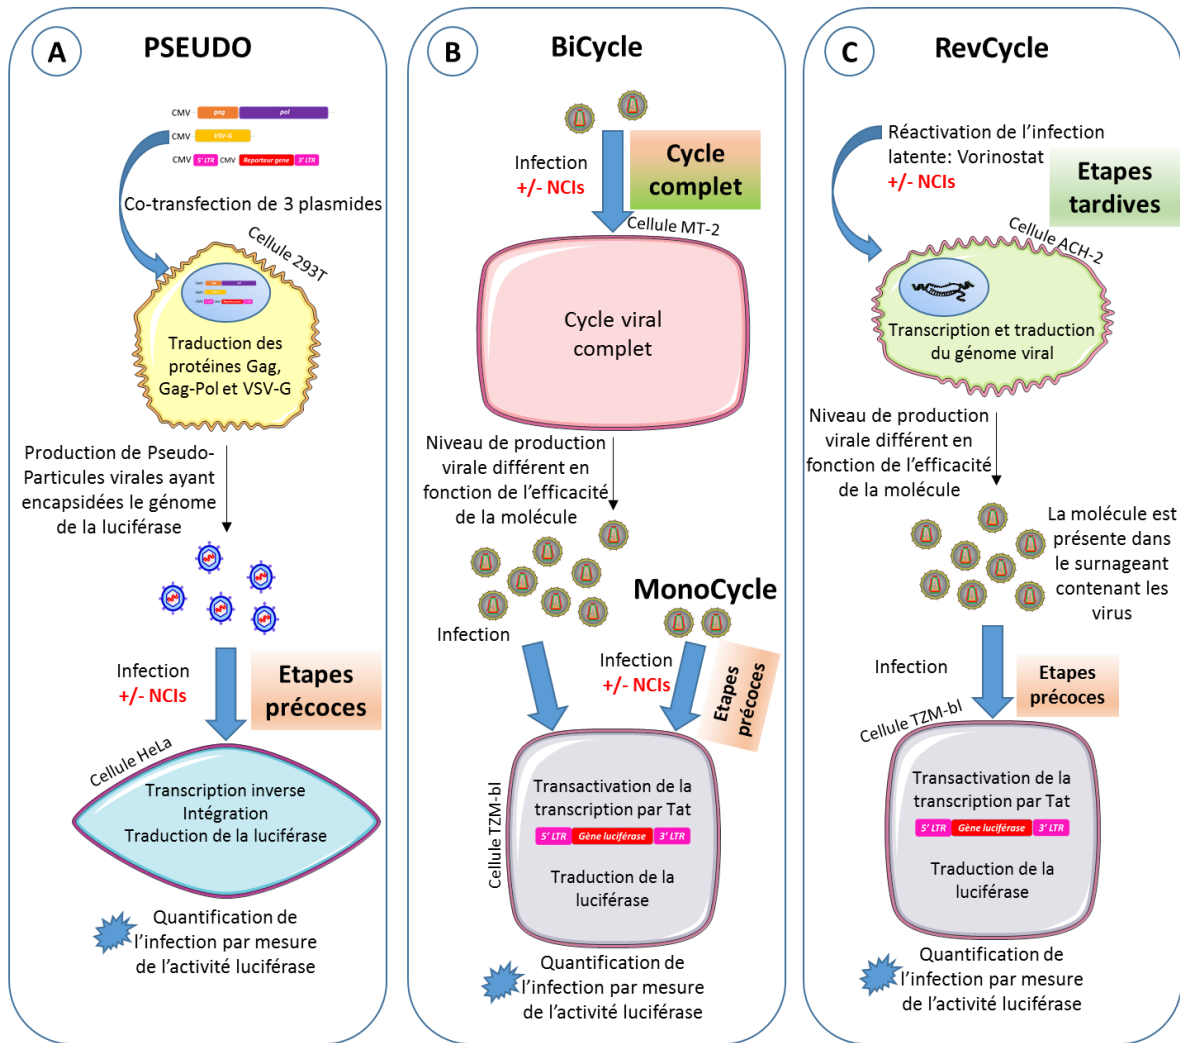 A
PSEUDO
CMV
gag
pol
CMV
VSV-G
CMV
5' LTR
CMV
Reporteur gene
3' LTR
Co-transfection de 3 plasmides
Cellule 293T
Traduction des
protéines Gag,
Gag-Pol et VSV-G
Production de Pseudo-
Particules virales ayant
encapsidées le génome
de la luciférase
Infection
+/- NCIs
Etapes
précoces
Cellule HeLa
Transcription inverse
Intégration
Traduction de la luciférase
Quantification de
l'infection par mesure
de l'activité luciférase
B
BiCycle
Infection
+/- NCIs
Cycle
complet
Cellule MT-2
Cycle viral
complet
Niveau de production
virale différent en
fonction de l'efficacité
de la molécule
MonoCycle
Infection
Infection
+/- NCIs
Etapes
précoces
Cellule TZM-bl
Transactivation de la
transcription par Tat
5' LTR
Gène luciférase
3' LTR
Traduction de la
luciférase
Quantification de
l'infection par mesure
de l'activité luciférase
C
RevCycle
Réactivation de l'infection
latente: Vorinostat
+/- NCIs
Etapes
tardives
Cellule ACH-2
Transcription et traduction
du génome viral
Niveau de production
virale différent en
fonction de l'efficacité
de la molécule
La molécule est
présente dans
le surnageant
contenant les
virus
Infection
Etapes
précoces
Cellule TZM-bl
Transactivation de la
transcription par Tat
5' LTR
Gène luciférase
3' LTR
Traduction de la
luciférase
Quantification de
l'infection par mesure
de l'activité luciférase